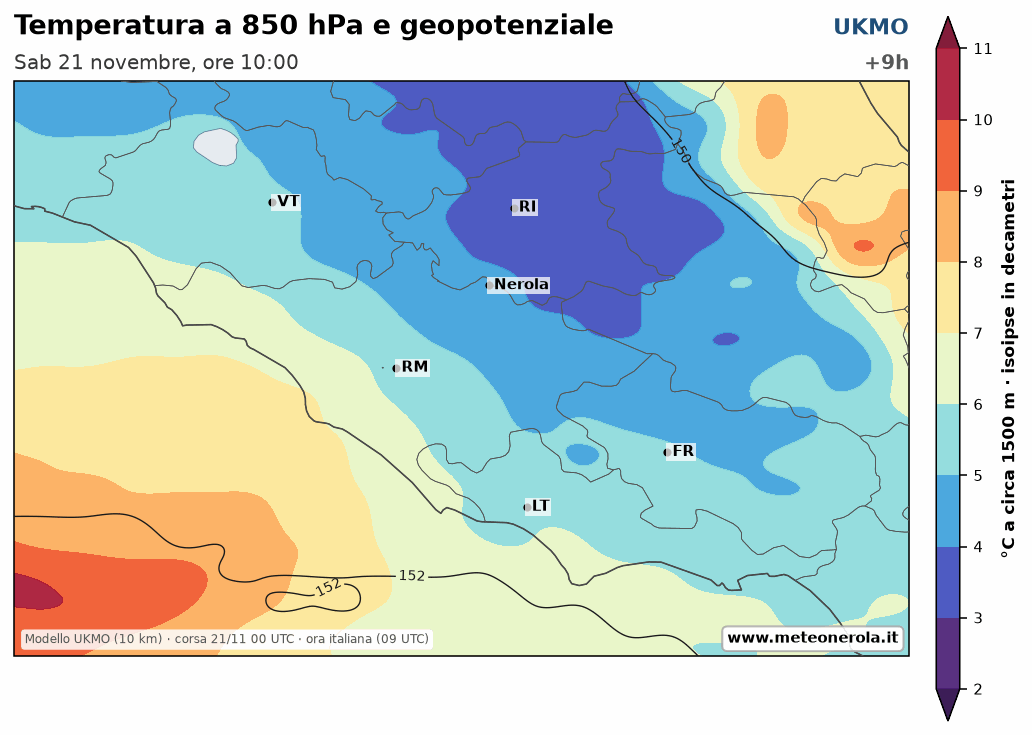 Temperatura a 850 hPa e geopotenziale
UKMO
Sab 21 novembre, ore 10:00
+9h
150
VT
RI
Nerola
RM
FR
LT
152
152
Modello UKMO (10 km) · corsa 21/11 00 UTC · ora italiana (09 UTC)
www.meteonerola.it
11
10
9
8
7
6
5
4
3
2
°C a circa 1500 m · isoipse in decametri